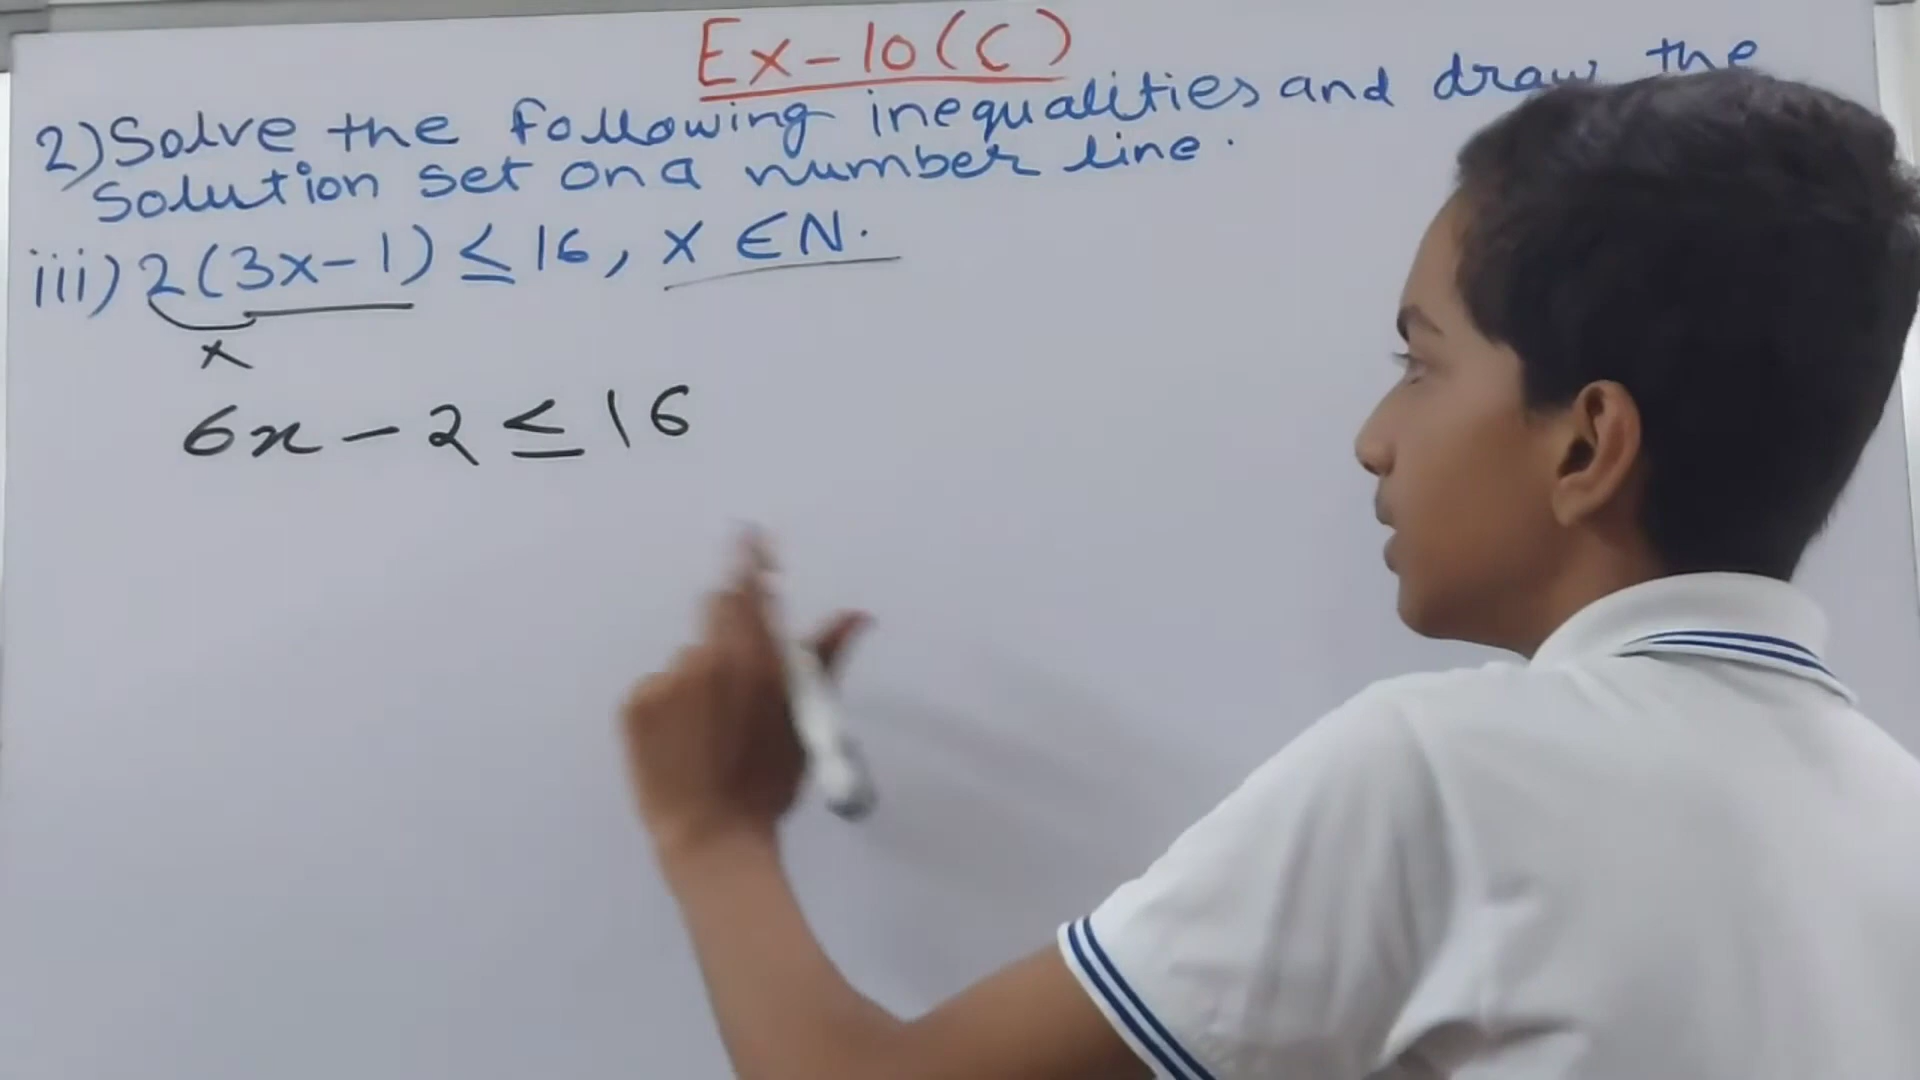 Ex-10(C)
2) Solve the following inequalities and draw the
solution set on a number line.
iii) 2(3x-1) ≤ 16, x ∈ N.
x
6x - 2 ≤ 16